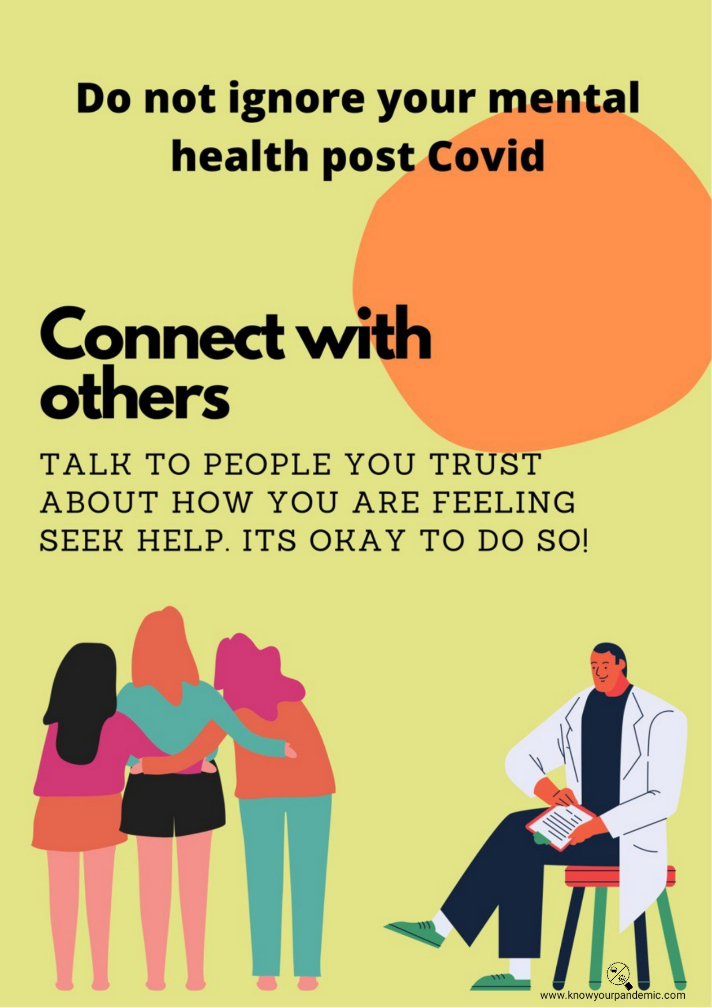 Do not ignore your mental
health post Covid
Connect with
others
TALK TO PEOPLE YOU TRUST
ABOUT HOW YOU ARE FEELING
SEEK HELP. ITS OKAY TO DO SO!
www.knowyourpandemic.com